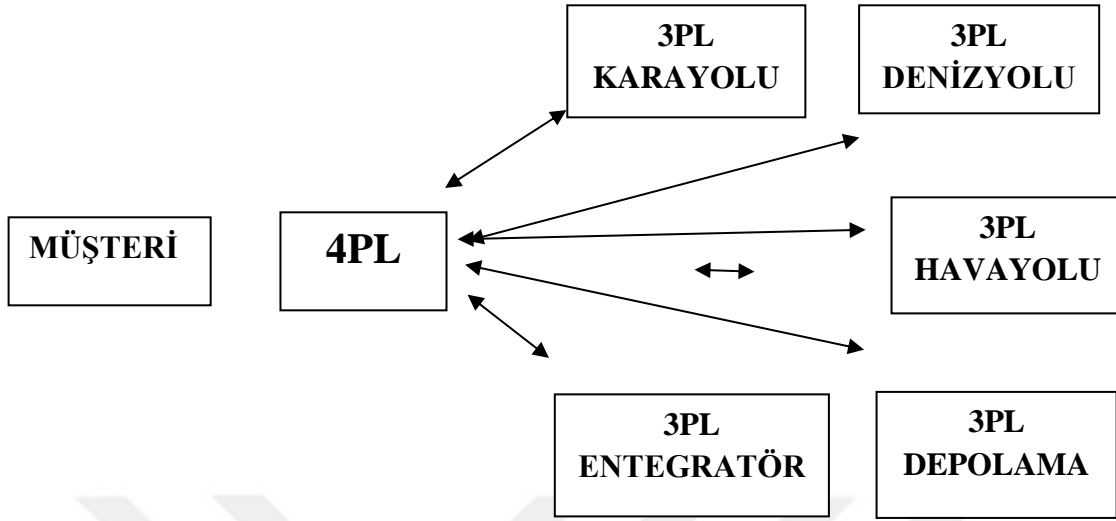 3PL
KARAYOLU
3PL
DENİZYOLU
MÜŞTERİ
4PL
3PL
HAVAYOLU
3PL
ENTEGRATÖR
3PL
DEPOLAMA